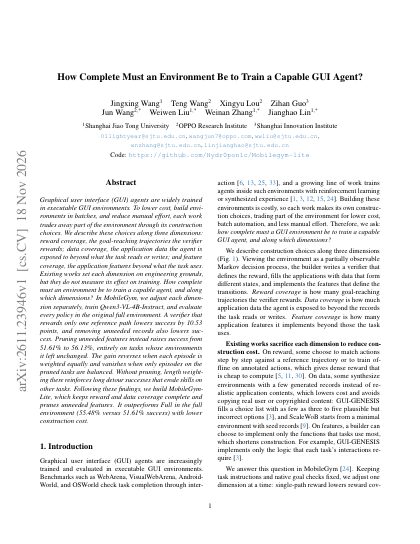 How Complete Must an Environment Be to Train a Capable GUI Agent?
Jingxing Wang¹ Teng Wang² Xingyu Lou² Zihan Guo³
Jun Wang²,* Weiwen Liu¹,* Weinan Zhang¹,* Jianghao Lin¹,*
¹Shanghai Jiao Tong University ²OPPO Research Institute ³Shanghai Innovation Institute
wnzhang@sjtu.edu.cn, linjianghao@sjtu.edu.cn
Code:
Abstract
Graphical user interface (GUI) agents are widely trained
in executable GUI environments. To lower cost, build envi-
ronments in batches, and reduce manual effort, each work
trades away part of the environment through its construction
choices. We describe these choices along three dimensions:
reward coverage, the goal-reaching trajectories the verifier
rewards; data coverage, the application data the agent is
exposed to beyond what the task reads or writes; and feature
coverage, the application features beyond what the task uses.
Existing works sacrifice each dimension on engineering grounds,
but they do not measure its effect on training. How complete
must an environment be to train a capable agent, and along
which dimensions? In MobileGym, we adjust each dimen-
sion separately, train Qwen3-VL-4B-Instruct, and evaluate
every policy in the original full environment. A verifier
that rewards only one reference path lowers success by 10.53
points, and removing unneeded records also lowers suc-
cess. Pruning unneeded features instead raises success from
51.61% to 56.13%, entirely on tasks whose environments
it left unchanged. The gain reverses when each episode is
weighted equally and vanishes when only episodes on
the pruned tasks are balanced. Without pruning, length weight-
ing there reinforces long detour successes that erode skills on
other tasks. Following these findings, we build MobileGym-
Lite, which keeps reward and data coverage complete and
prunes unneeded features. It outperforms Full in the full
environment (55.48% versus 51.61% success) with lower
construction cost.
1. Introduction
Graphical user interface (GUI) agents are increasingly
trained and evaluated in executable GUI environments.
Benchmarks such as WebArena, VisualWebArena, Android-
World, and OSWorld check task completion through inter-
action [6, 13, 25, 33], and a growing line of work trains
agents inside such environments with reinforcement learning
or synthesized experience [1, 3, 12, 15, 24]. Building these
environments is costly, so each work makes its own construc-
tion choices, trading part of the environment for lower cost,
batch automation, and less manual effort. Therefore, we ask:
how complete must a GUI environment be to train a capable
GUI agent, and along which dimensions?
We describe construction choices along three dimensions
(Fig. 1). Viewing the environment as a partially observable
Markov decision process, the builder writes a verifier that
defines the reward, fills the applications with data that form
different states, and implements the features that define the
transitions. Reward coverage is how many goal-reaching
trajectories the verifier rewards. Data coverage is how
much application data is exposed to beyond the records the
task reads or writes. Feature coverage is how many
application features it implements beyond those the task
uses.
Existing works sacrifice each dimension to reduce con-
struction cost. On reward, some choose to match actions
step by step against a reference trajectory or to train of-
fline on annotated actions, which gives dense reward that
is cheap to compute [5, 11, 30]. On data, some synthetic
environments with a few generated records instead of re-
alistic application contents, which lowers cost and avoids
copying real user or copyrighted content: GUI-GENESIS
fills a choice list with as few as three to five plausible but
incorrect options [3], and ScaleWoB starts from a minimal
environment with seed records [9]. On features, a builder can
choose to implement only the functions that tasks use most,
which shortens construction. For example, GUI-GENESIS
implements only the logic that each task's interactions re-
quire [3].
We answer this question in MobileGym [24]. Keeping
task instructions and native goal checks fixed, we adjust one
dimension at a time: single-path reward lowers reward cov-
1
arXiv:2611.23946v1 [cs.CV] 18 Nov 2026